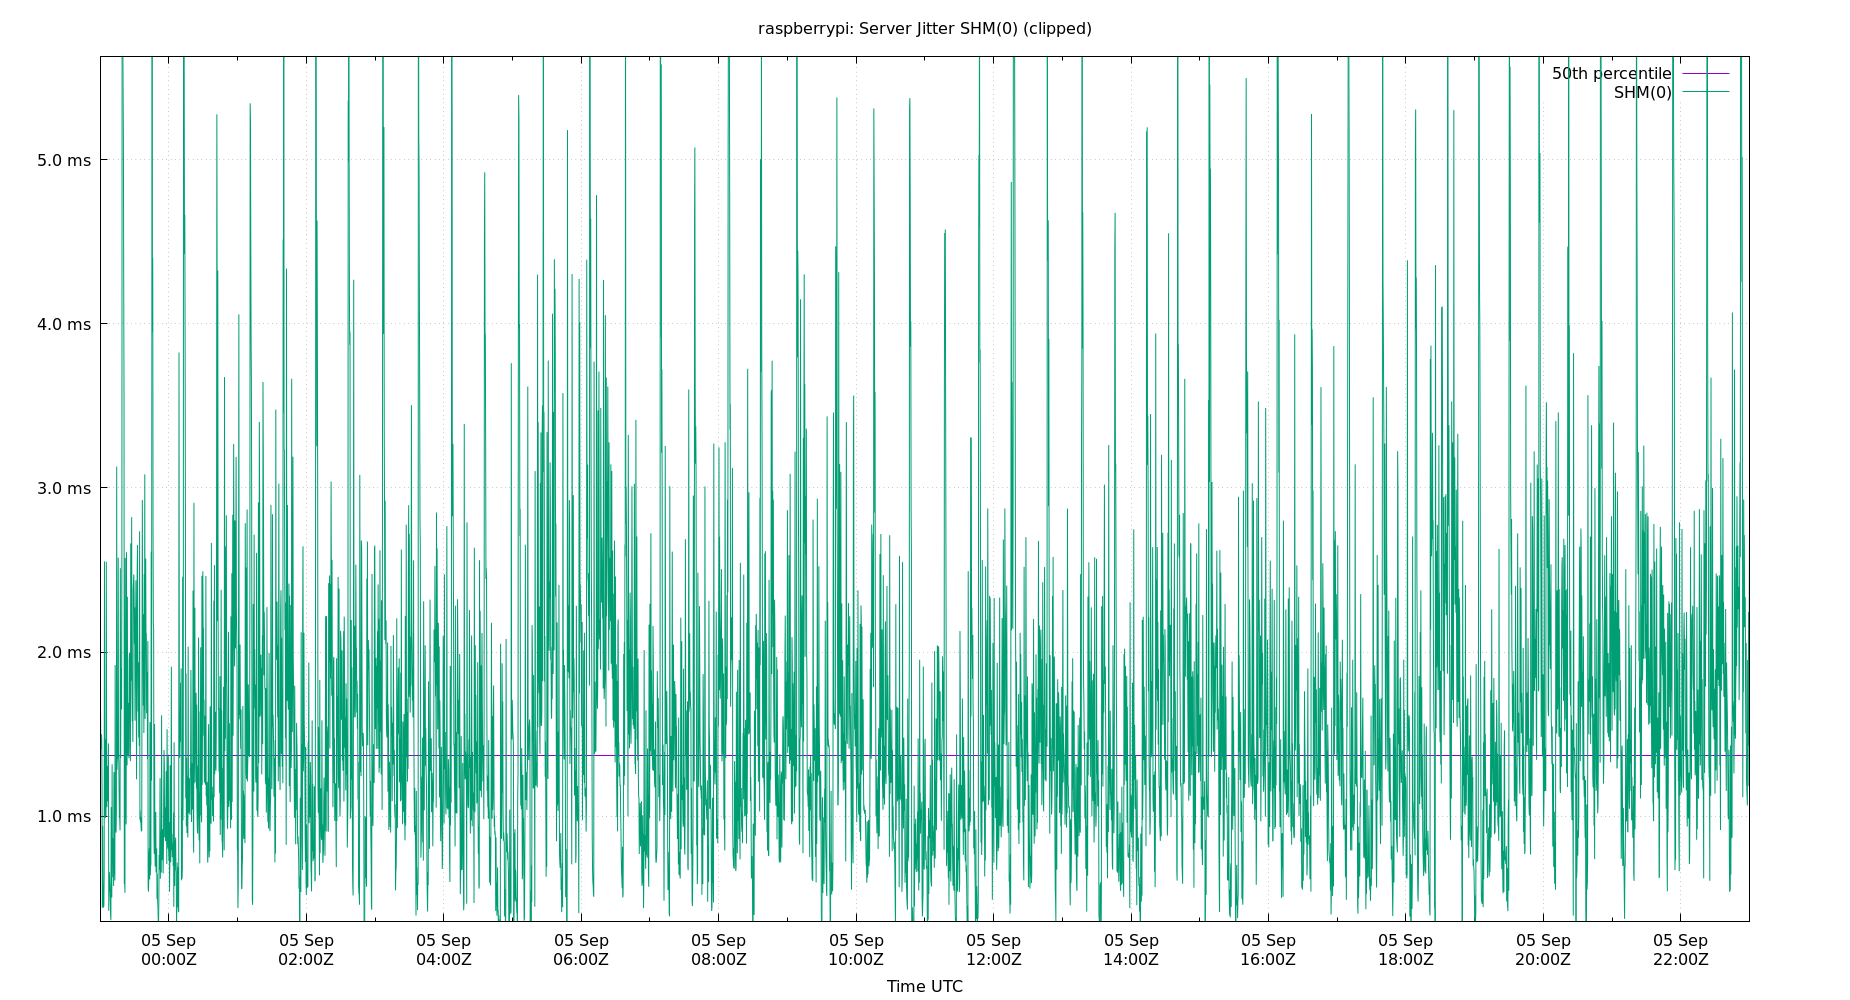 raspberrypi: Server Jitter SHM(0) (clipped)
50th percentile
SHM(0)
5.0 ms
4.0 ms
3.0 ms
2.0 ms
1.0 ms
05 Sep 05 Sep 05 Sep 05 Sep 05 Sep 05 Sep 05 Sep 05 Sep 05 Sep 05 Sep 05 Sep 05 Sep
00:00Z 02:00Z 04:00Z 06:00Z 08:00Z 10:00Z 12:00Z 14:00Z 16:00Z 18:00Z 20:00Z 22:00Z
Time UTC